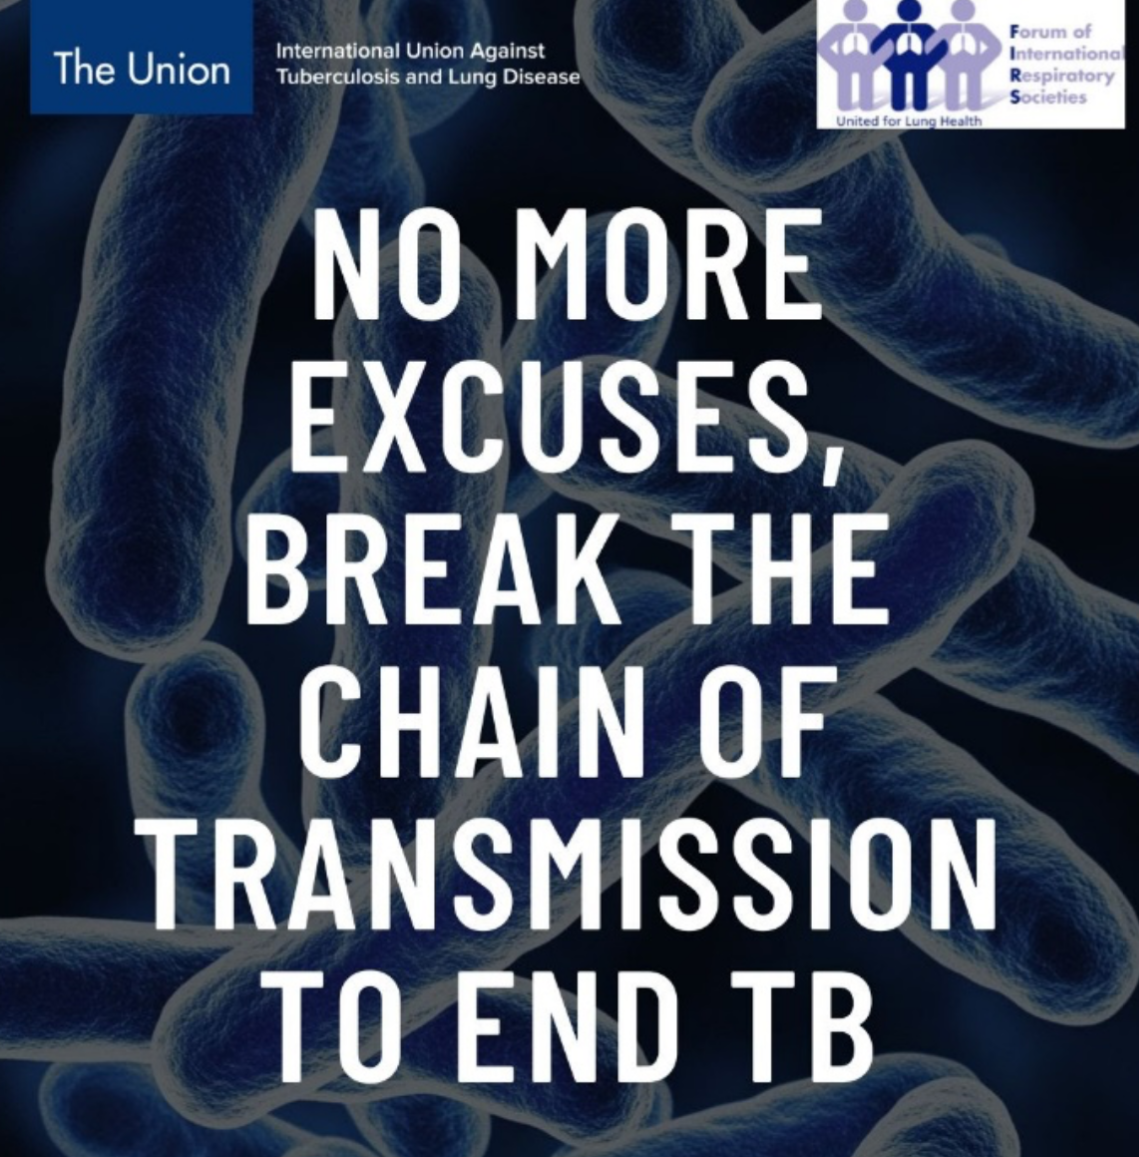 The Union
International Union Against
Tuberculosis and Lung Disease
Forum of
International
Respiratory
Societies
United for Lung Health
NO MORE
EXCUSES,
BREAK THE
CHAIN OF
TRANSMISSION
TO END TB